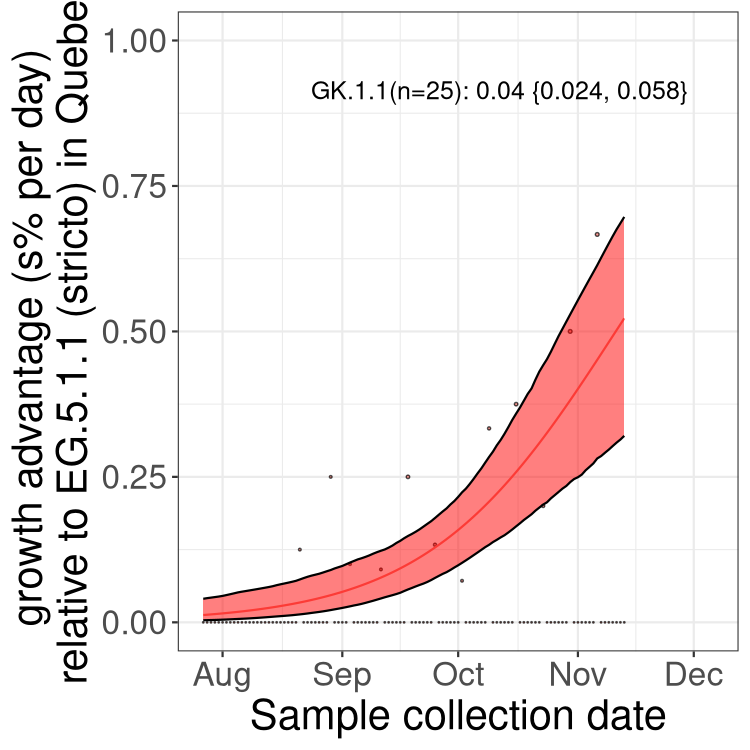 growth advantage (s% per day)
relative to EG.5.1.1 (stricto) in Quebe
1.00
0.75
0.50
0.25
0.00
GK.1.1(n=25): 0.04 {0.024, 0.058}
Aug Sep Oct Nov Dec
Sample collection date